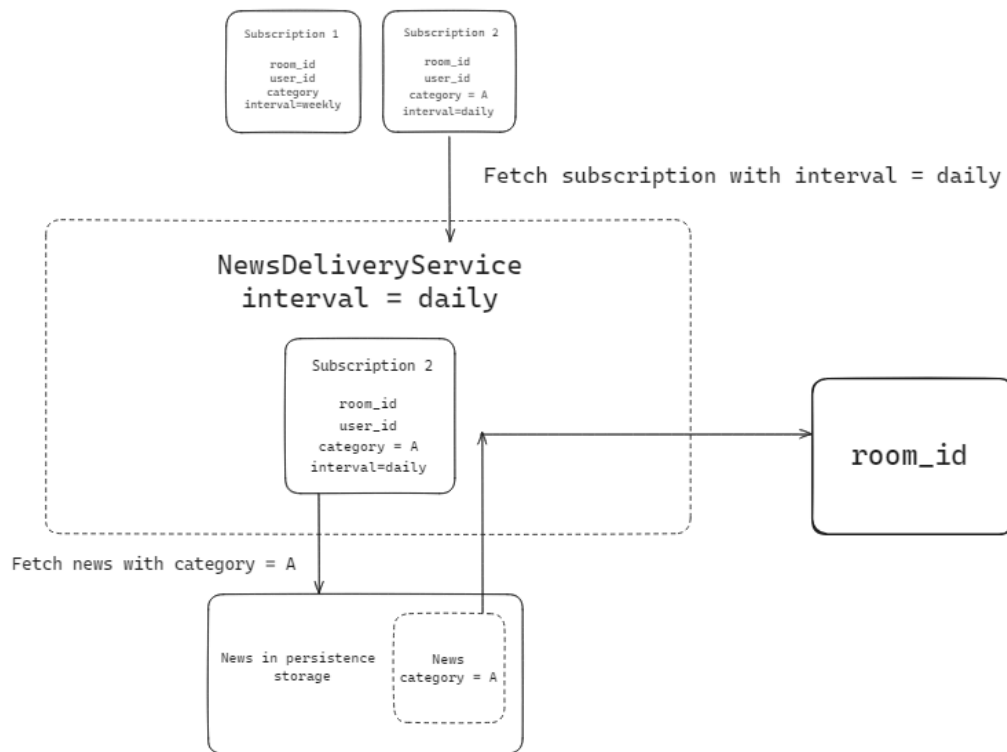 Subscription 1
room_id
user_id
category
interval=weekly
Subscription 2
room_id
user_id
category = A
interval=daily
Fetch subscription with interval = daily
NewsDeliveryService
interval = daily
Subscription 2
room_id
user_id
category = A
interval=daily
room_id
Fetch news with category = A
News in persistence
storage
News
category = A